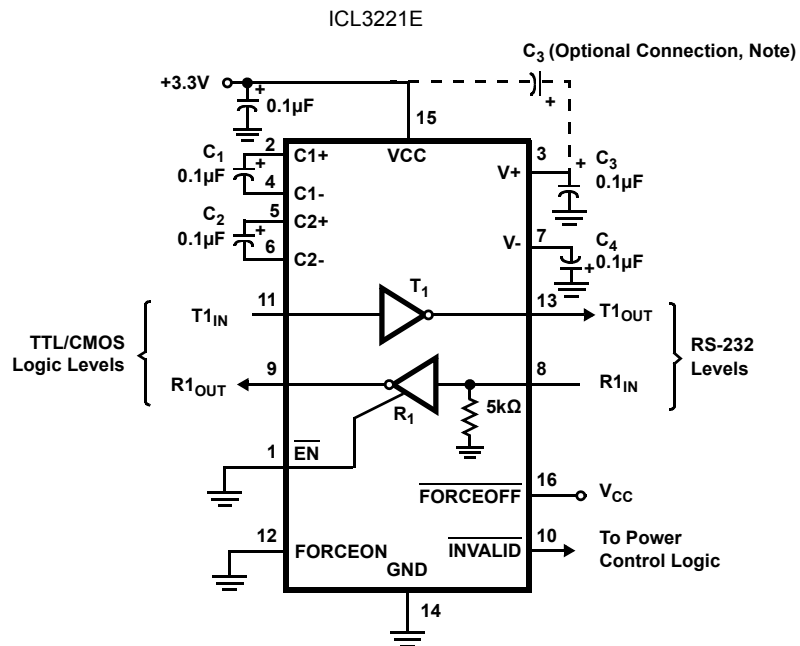 ICL3221E
C3 (Optional Connection, Note)
+3.3V
+
0.1µF
+
15
2
C1+
VCC
3
+
C3
0.1µF
C1
0.1µF
+
4
C1-
V+
5
C2+
C2
0.1µF
+
6
C2-
V-
7
C4
0.1µF
+
T1
11
T1IN
13
T1OUT
TTL/CMOS
Logic Levels
RS-232
Levels
9
R1OUT
8
R1IN
5kΩ
R1
1
EN
16
FORCEOFF
VCC
12
FORCEON
INVALID
10
To Power
Control Logic
GND
14